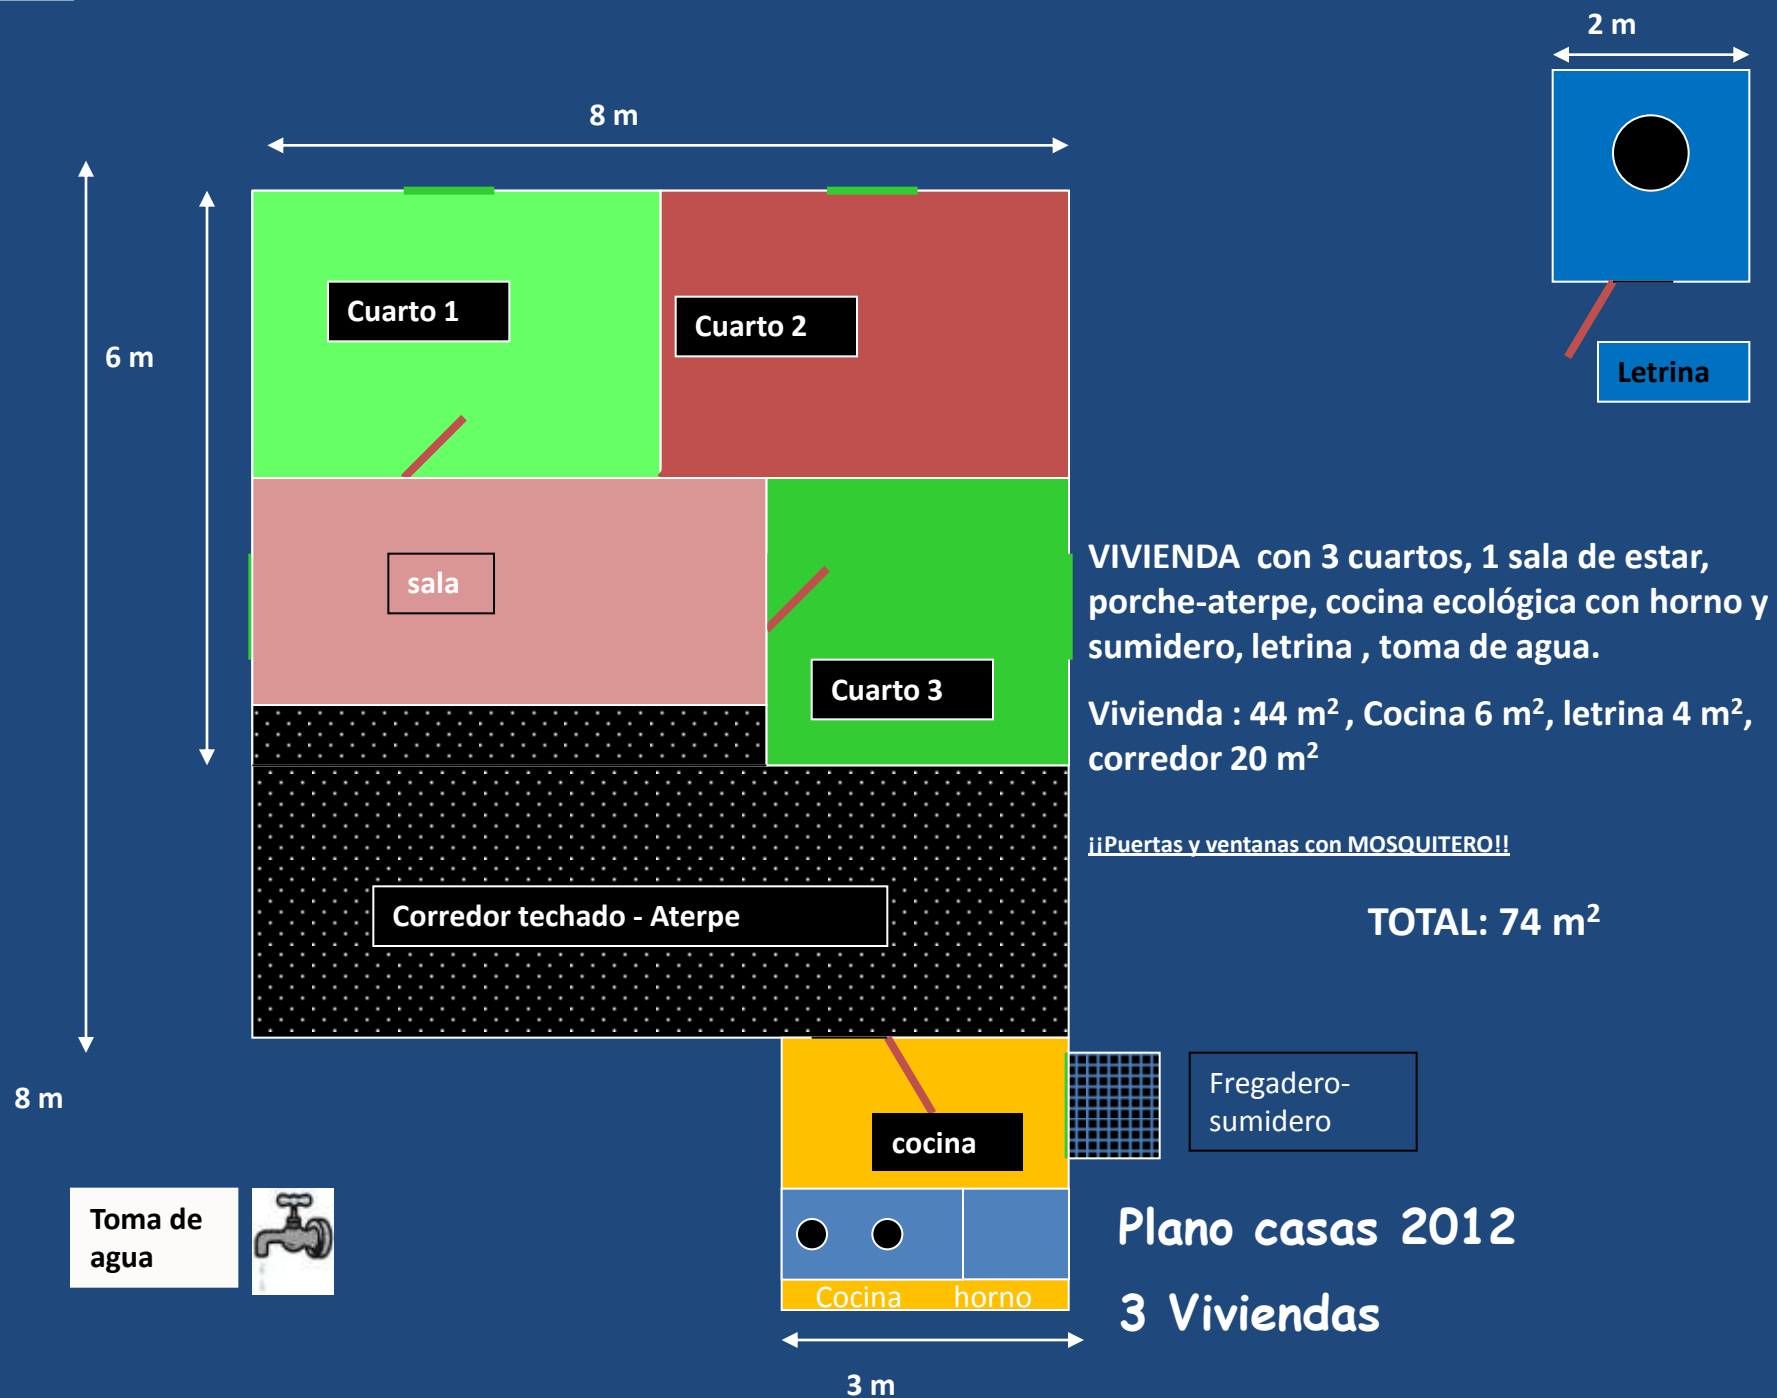 2 m
8 m
6 m
Cuarto 1
Cuarto 2
Letrina
sala
Cuarto 3
VIVIENDA con 3 cuartos, 1 sala de estar,
porche-aterpe, cocina ecológica con horno y
sumidero, letrina , toma de agua.
Vivienda : 44 m² , Cocina 6 m², letrina 4 m²,
corredor 20 m²
¡¡Puertas y ventanas con MOSQUITERO!!
TOTAL: 74 m²
Corredor techado - Aterpe
8 m
Fregadero-
sumidero
cocina
Toma de
agua
Cocina horno
Plano casas 2012
3 Viviendas
3 m